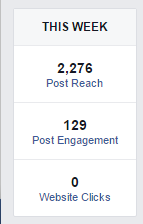 THIS WEEK
2,276
Post Reach
129
Post Engagement
0
Website Clicks